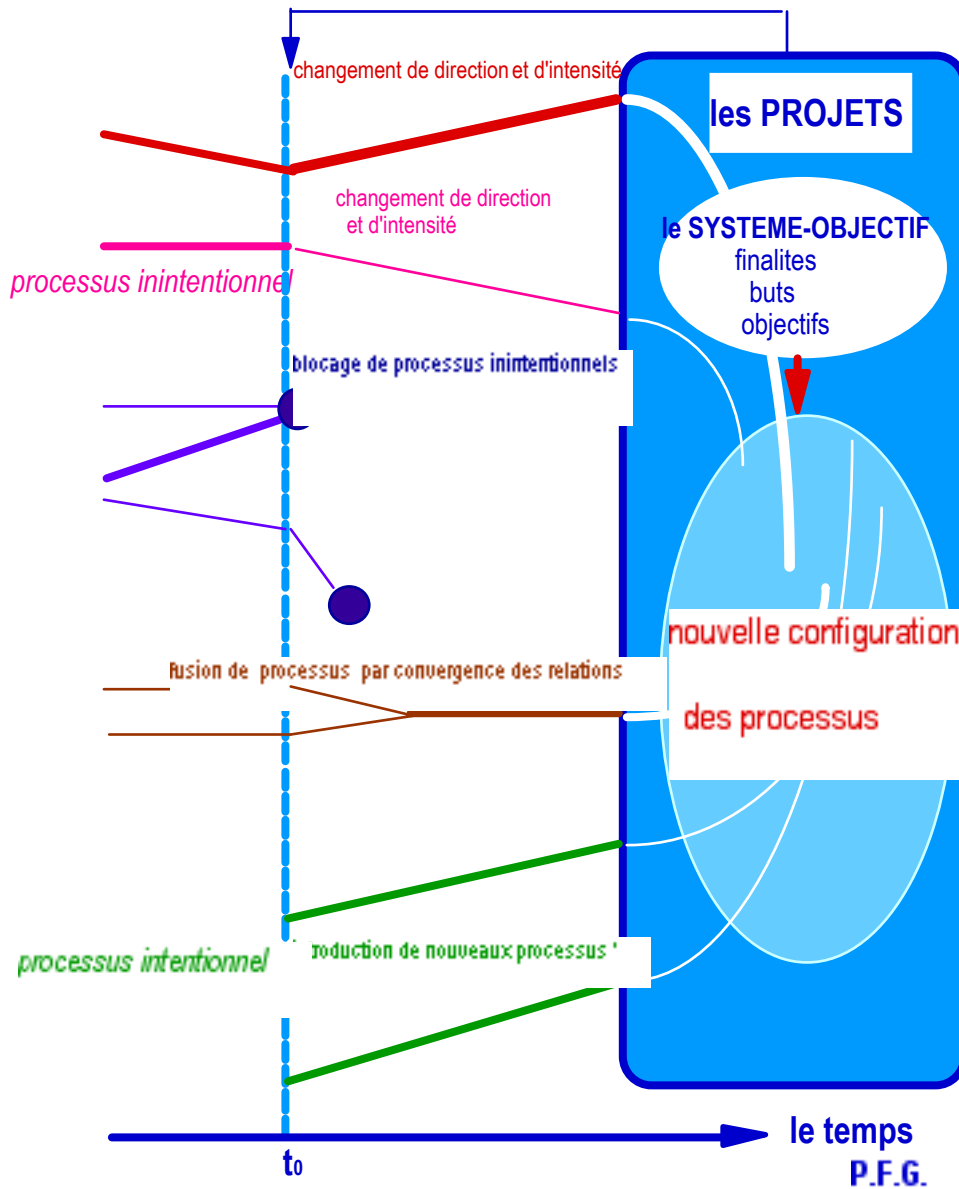 changement de direction et d'intensité
les PROJETS
changement de direction
et d'intensité
le SYSTEME-OBJECTIF
finalites
buts
objectifs
processus inintentionnel
blocage de processus inintentionnels
nouvelle configuration
fusion de processus par convergence des relations
des processus
troduction de nouveaux processus
processus intentionnel
le temps
t0
P.F.G.